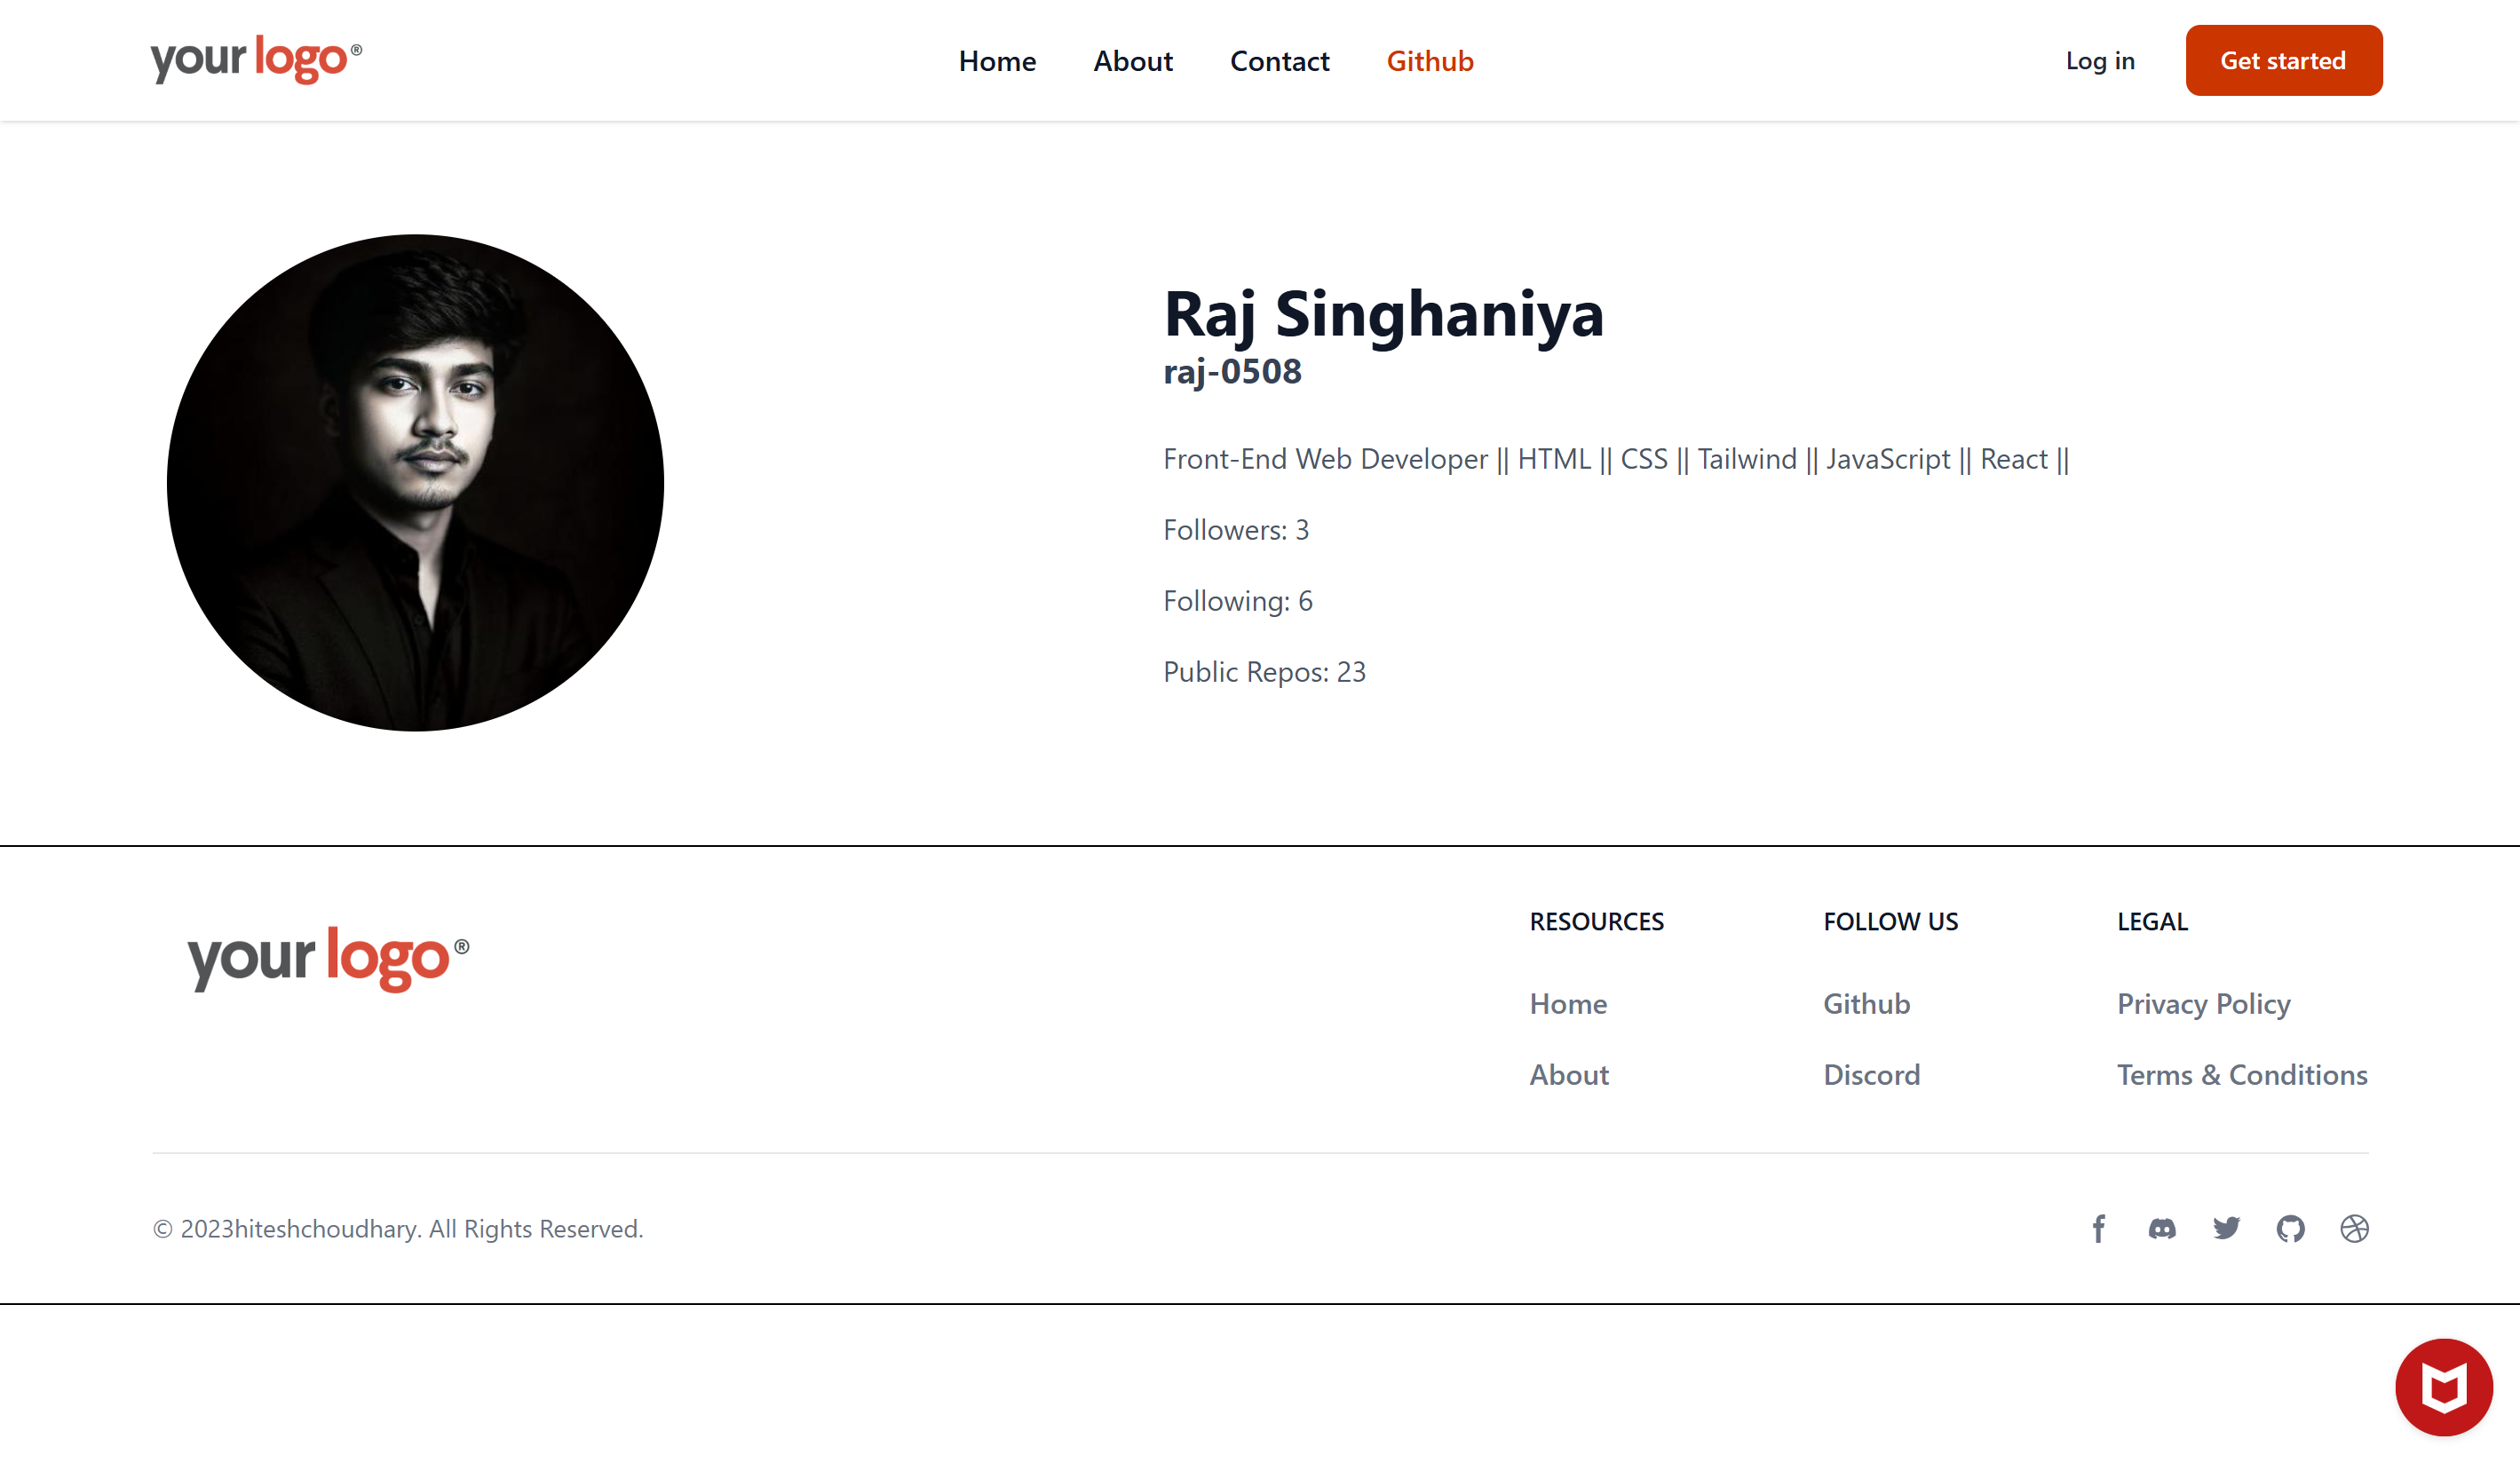 your logo®
Home About Contact Github
Log in Get started
Raj Singhaniya
raj-0508
Front-End Web Developer || HTML || CSS || Tailwind || JavaScript || React ||
Followers: 3
Following: 6
Public Repos: 23
your logo®
RESOURCES FOLLOW US LEGAL
Home Github Privacy Policy
About Discord Terms & Conditions
© 2023hiteshchoudhary. All Rights Reserved.